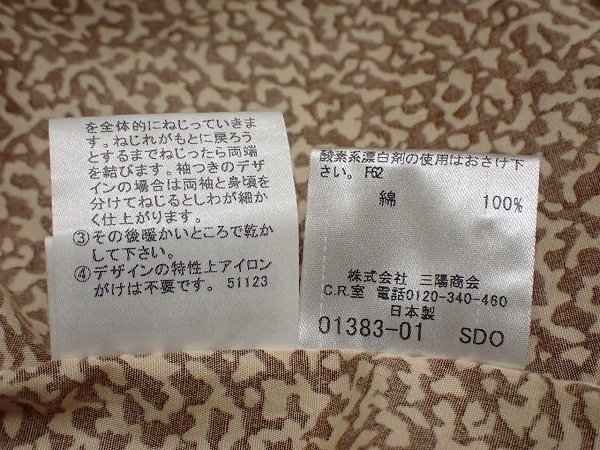 を全体的にねじっていきま
す。ねじれがもとに戻ろう
とするまでねじったら両端
を結びます。袖つきのデザ
インの場合は両袖と身頃を
分けてねじるとしわが細か
く仕上がります。
③その後暖かいところで乾か
して下さい。
④デザインの特性上アイロン
がけは不要です。 51123
酸素系漂白剤の使用はおさけ下
さい。 F62
綿 100%
株式会社 三陽商会
C.R.室 電話0120-340-460
日本製
01383-01 SDO